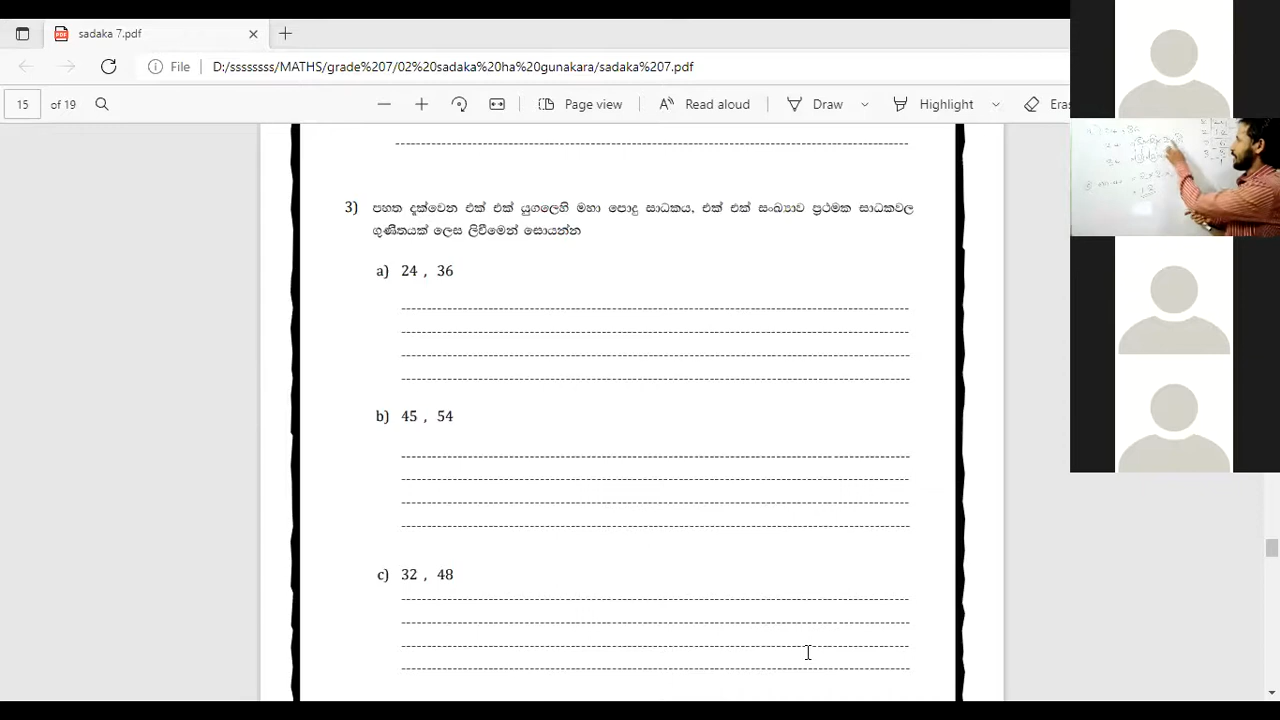 sadaka 7.pdf
File D:/ssssssss/MATHS/grade%207/02%20sadaka%20ha%20gunakara/sadaka%207.pdf
15 of 19 Page view Read aloud Draw Highlight
3) පහත දැක්වෙන එක් එක් යුගලෙහි මහා පොදු සාධකය, එක් එක් සංඛ්‍යාව ප්‍රථමක සාධකවල
ගුණිතයක් ලෙස ලිවීමෙන් සොයන්න
a) 24 , 36
b) 45 , 54
c) 32 , 48